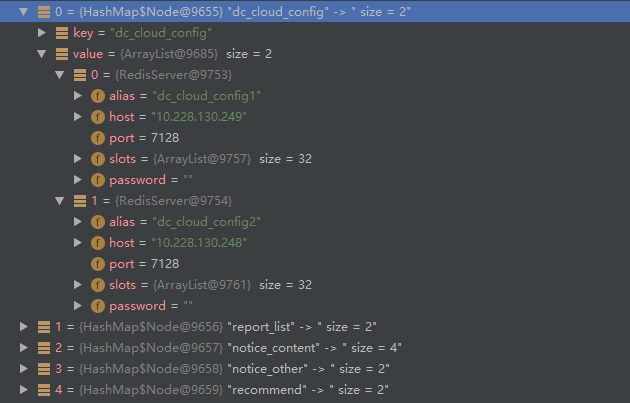 0 = {HashMap$Node@9655} "dc_cloud_config" -> " size = 2"
key = "dc_cloud_config"
value = {ArrayList@9685} size = 2
0 = {RedisServer@9753}
f alias = "dc_cloud_config1"
f host = "10.228.130.249"
f port = 7128
f slots = {ArrayList@9757} size = 32
f password = ""
1 = {RedisServer@9754}
f alias = "dc_cloud_config2"
f host = "10.228.130.248"
f port = 7128
f slots = {ArrayList@9761} size = 32
f password = ""
1 = {HashMap$Node@9656} "report_list" -> " size = 2"
2 = {HashMap$Node@9657} "notice_content" -> " size = 4"
3 = {HashMap$Node@9658} "notice_other" -> " size = 2"
4 = {HashMap$Node@9659} "recommend" -> " size = 2"